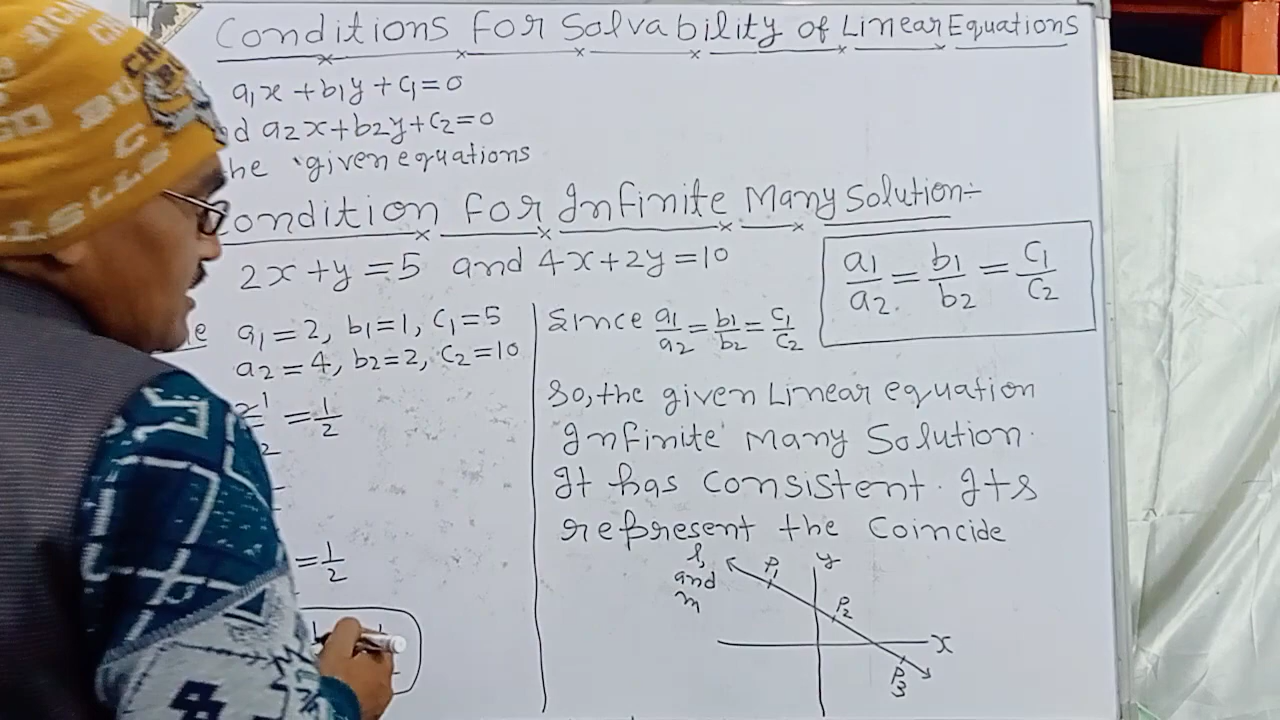 Conditions for Solvability of Linear Equations
a1x + b1y + c1 = 0
d a2x + b2y + c2 = 0
he given equations
ondition for Infinite Many Solution:-
2x + y = 5 and 4x + 2y = 10
a1/a2 = b1/b2 = c1/c2
a1 = 2, b1 = 1, c1 = 5
a2 = 4, b2 = 2, c2 = 10
= 1/2
= 1/2
Since a1/a2 = b1/b2 = c1/c2
So, the given Linear equation
Infinite Many Solution.
It has consistent. Its
represent the Coincide
l,
and
m
P1
P2
P3
y
x